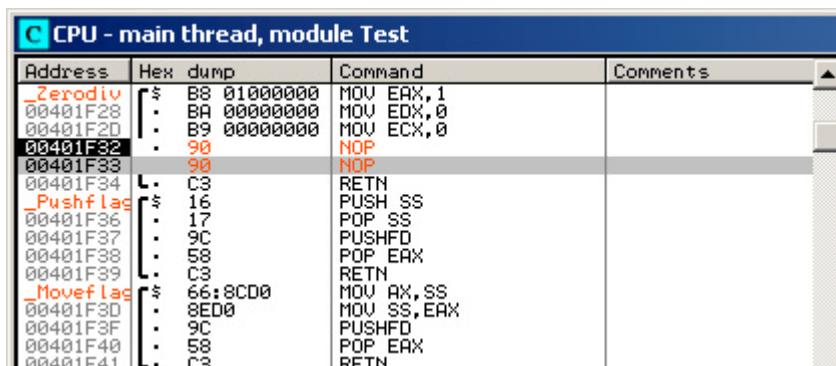 C CPU - main thread, module Test
Address Hex dump Command Comments
_Zerodiv $ B8 01000000 MOV EAX,1
00401F28 . BA 00000000 MOV EDX,0
00401F2D . B9 00000000 MOV ECX,0
00401F32 . 90 NOP
00401F33 90 NOP
00401F34 . C3 RETN
_Pushflag $ 16 PUSH SS
00401F36 . 17 POP SS
00401F37 . 9C PUSHFD
00401F38 . 58 POP EAX
00401F39 . C3 RETN
_Moveflag $ 66:8CD0 MOV AX,SS
00401F3D . 8ED0 MOV SS,EAX
00401F3F . 9C PUSHFD
00401F40 . 58 POP EAX
00401F41 . C3 RETN